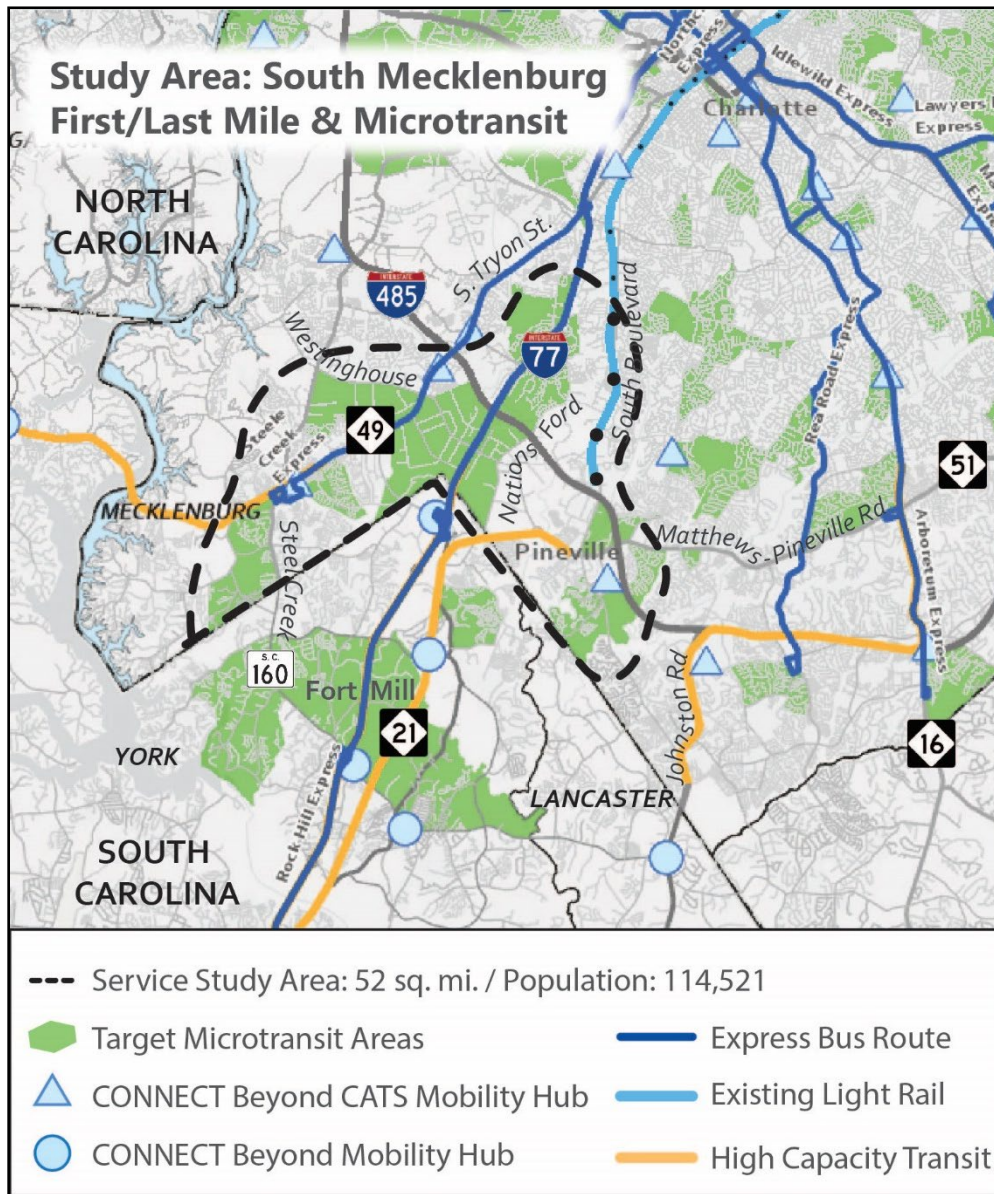 Study Area: South Mecklenburg
First/Last Mile & Microtransit
Express
Idlewild Express
Charlotte
Lawyers
Express
NORTH
CAROLINA
S. Tryon St.
INTERSTATE
485
INTERSTATE
77
Westinghouse
South Boulevard
Steele
Creek
Express
49
Nations Ford
Rea Road Express
51
MECKLENBURG
Steel Creek
Pineville
Matthews-Pineville Rd
Arboretum Express
S. C.
160
Fort Mill
21
Johnston Rd
16
YORK
Rock Hill Express
LANCASTER
SOUTH
CAROLINA
Service Study Area: 52 sq. mi. / Population: 114,521
Target Microtransit Areas
Express Bus Route
CONNECT Beyond CATS Mobility Hub
Existing Light Rail
CONNECT Beyond Mobility Hub
High Capacity Transit